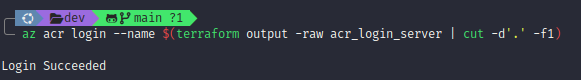 dev main ?1
az acr login --name $(terraform output -raw acr_login_server | cut -d'.' -f1)
Login Succeeded